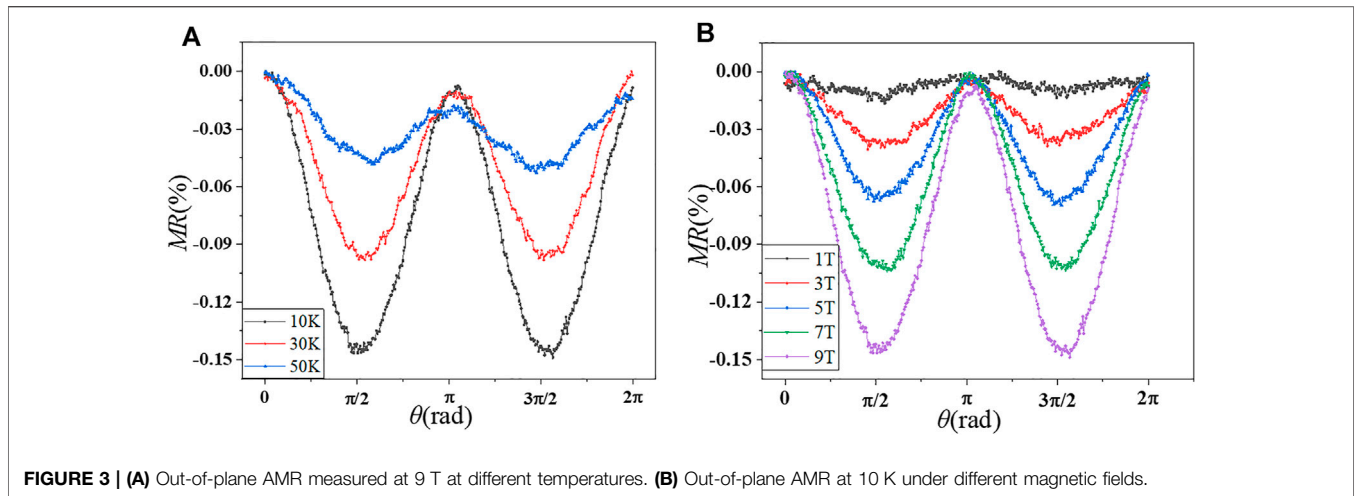 A
0.00
-0.03
-0.06
-0.09
-0.12
-0.15
MR(%)
10K
30K
50K
0
π/2
π
3π/2
2π
θ(rad)
B
0.00
-0.03
-0.06
-0.09
-0.12
-0.15
MR(%)
1T
3T
5T
7T
9T
0
π/2
π
3π/2
2π
θ(rad)
FIGURE 3 | (A) Out-of-plane AMR measured at 9 T at different temperatures. (B) Out-of-plane AMR at 10 K under different magnetic fields.